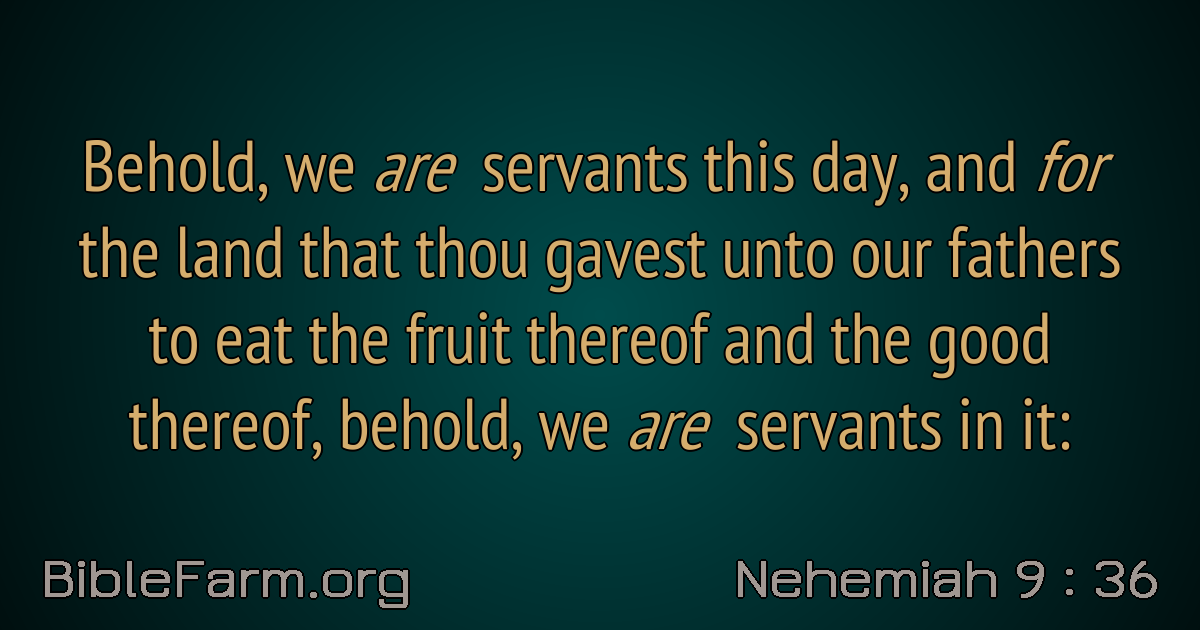 Behold, we are servants this day, and for
the land that thou gavest unto our fathers
to eat the fruit thereof and the good
thereof, behold, we are servants in it:
BibleFarm.org
Nehemiah 9 : 36